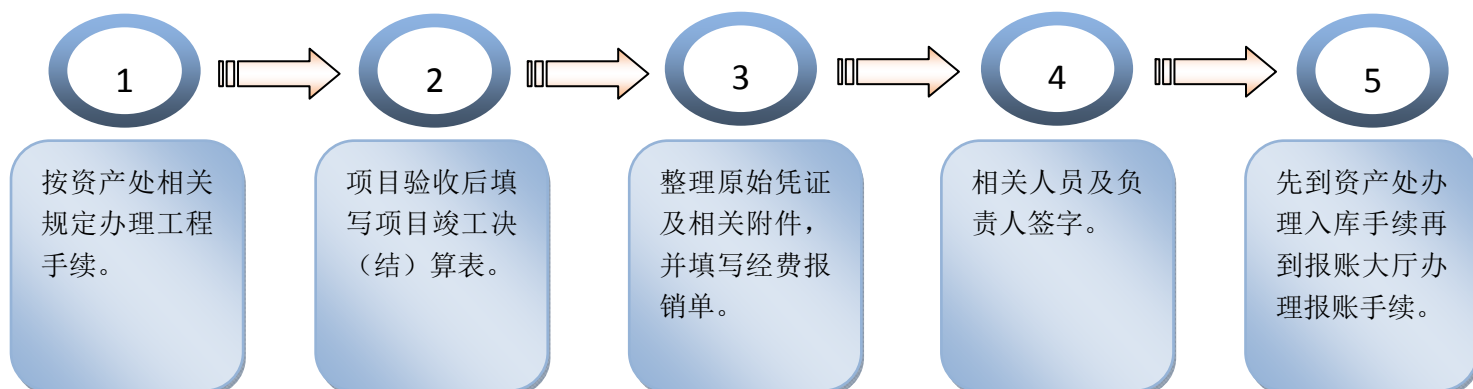 1
2
3
4
5
按资产处相关
规定办理工程
手续。
项目验收后填
写项目竣工决
（结）算表。
整理原始凭证
及相关附件，
并填写经费报
销单。
相关人员及负
责人签字。
先到资产处办
理入库手续再
到报账大厅办
理报账手续。